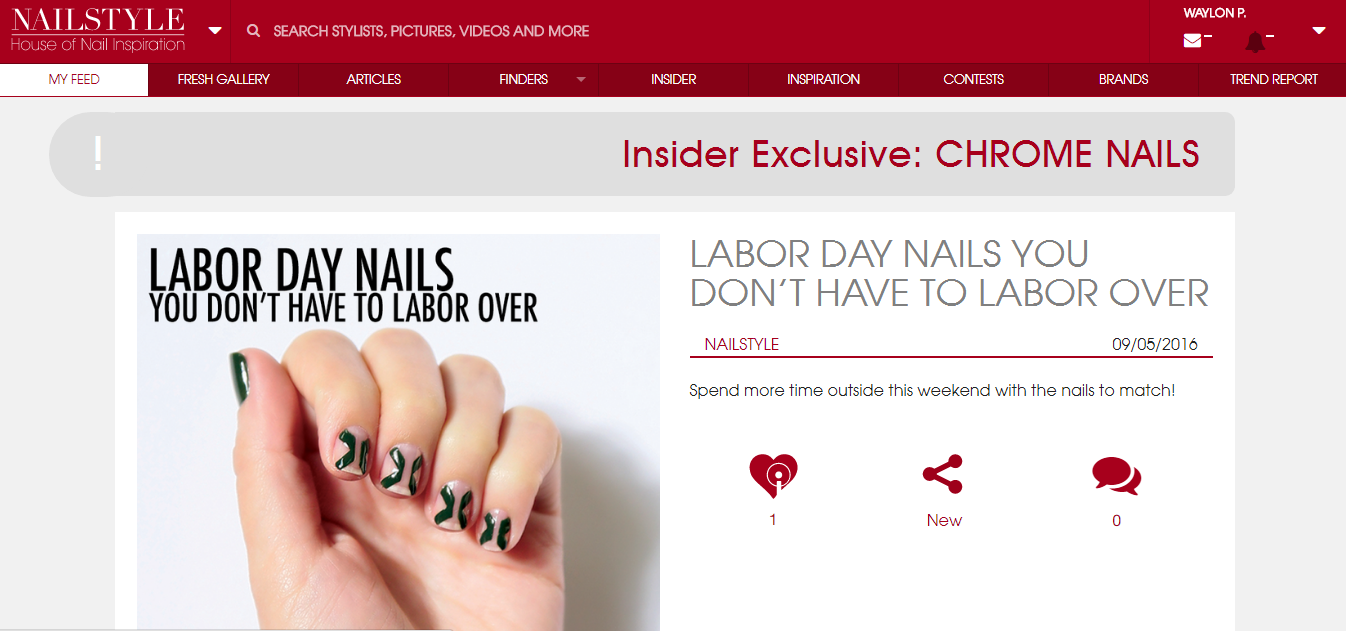 NAILSTYLE
House of Nail Inspiration
SEARCH STYLISTS, PICTURES, VIDEOS AND MORE
WAYLON P.
MY FEED
FRESH GALLERY
ARTICLES
FINDERS
INSIDER
INSPIRATION
CONTESTS
BRANDS
TREND REPORT
!
Insider Exclusive: CHROME NAILS
LABOR DAY NAILS
YOU DON'T HAVE TO LABOR OVER
LABOR DAY NAILS YOU
DON'T HAVE TO LABOR OVER
NAILSTYLE
09/05/2016
Spend more time outside this weekend with the nails to match!
1
New
0